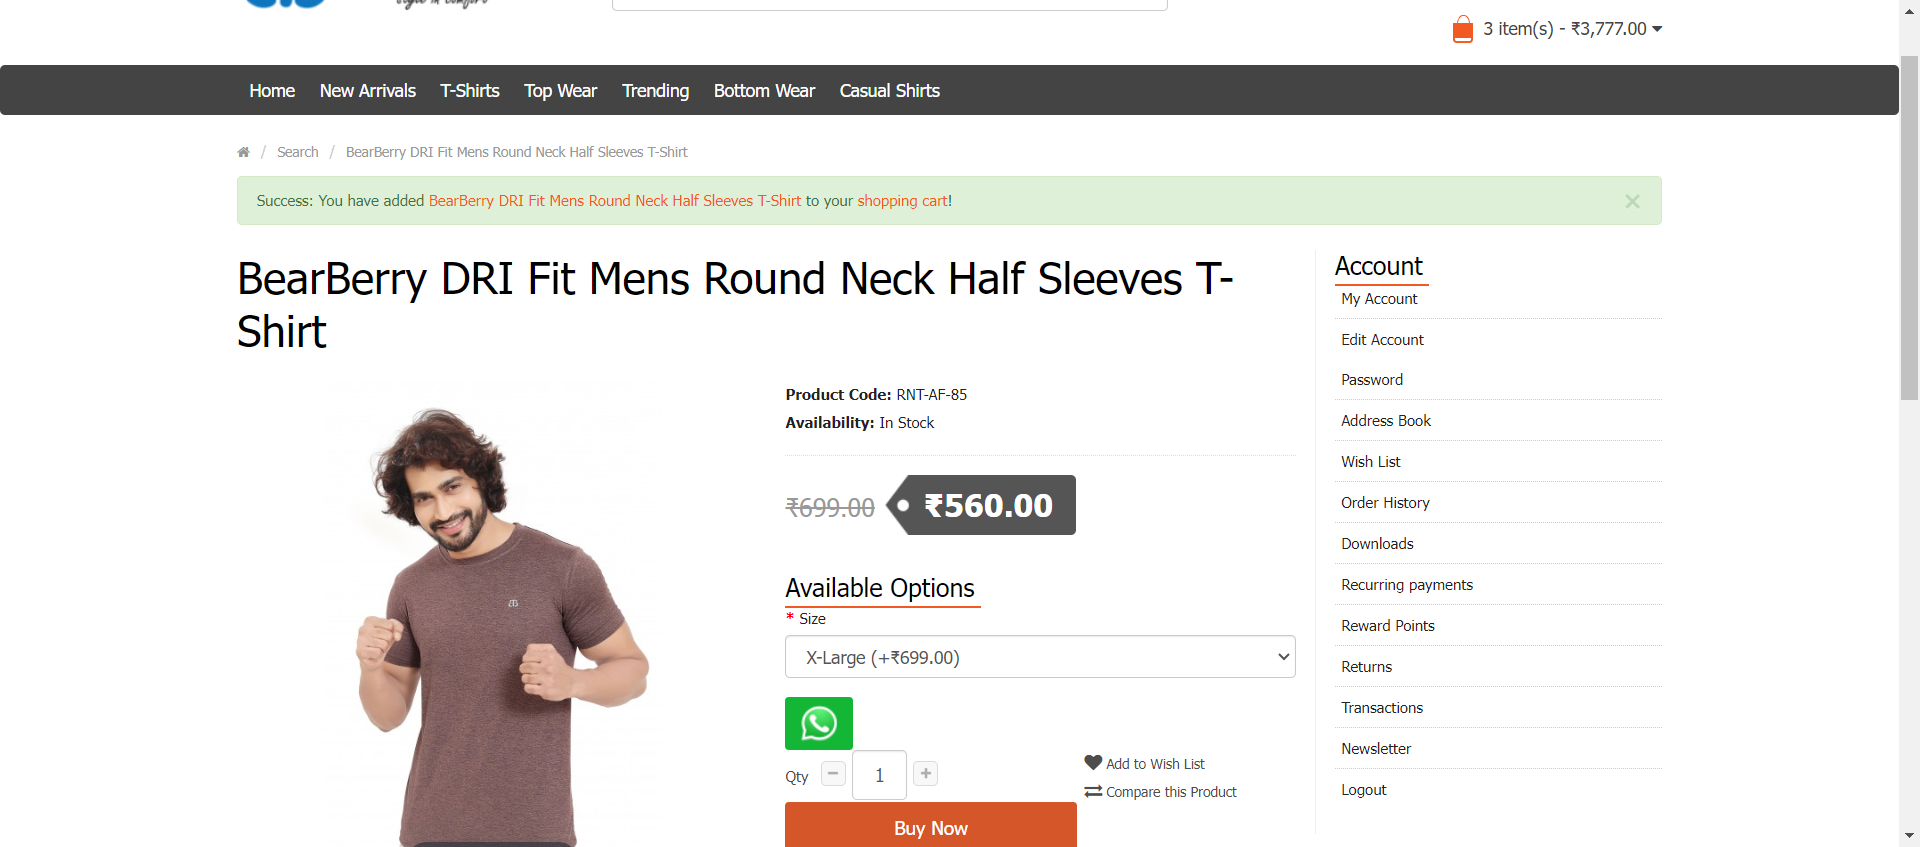 Style in Comfort
3 item(s) - ₹3,777.00
Home New Arrivals T-Shirts Top Wear Trending Bottom Wear Casual Shirts
/ Search / BearBerry DRI Fit Mens Round Neck Half Sleeves T-Shirt
Success: You have added BearBerry DRI Fit Mens Round Neck Half Sleeves T-Shirt to your shopping cart! ×
BearBerry DRI Fit Mens Round Neck Half Sleeves T-
Shirt
Product Code: RNT-AF-85
Availability: In Stock
₹699.00 ₹560.00
Available Options
* Size
X-Large (+₹699.00)
Qty − 1 +
Add to Wish List
Compare this Product
Buy Now
Account
My Account
Edit Account
Password
Address Book
Wish List
Order History
Downloads
Recurring payments
Reward Points
Returns
Transactions
Newsletter
Logout